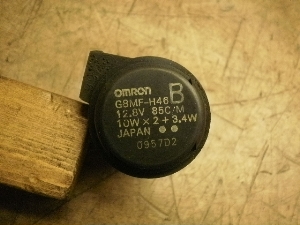 OMRON
G8MF-H46 B
12.8V 85C/M
10W×2+3.4W
JAPAN ●●
0957D2